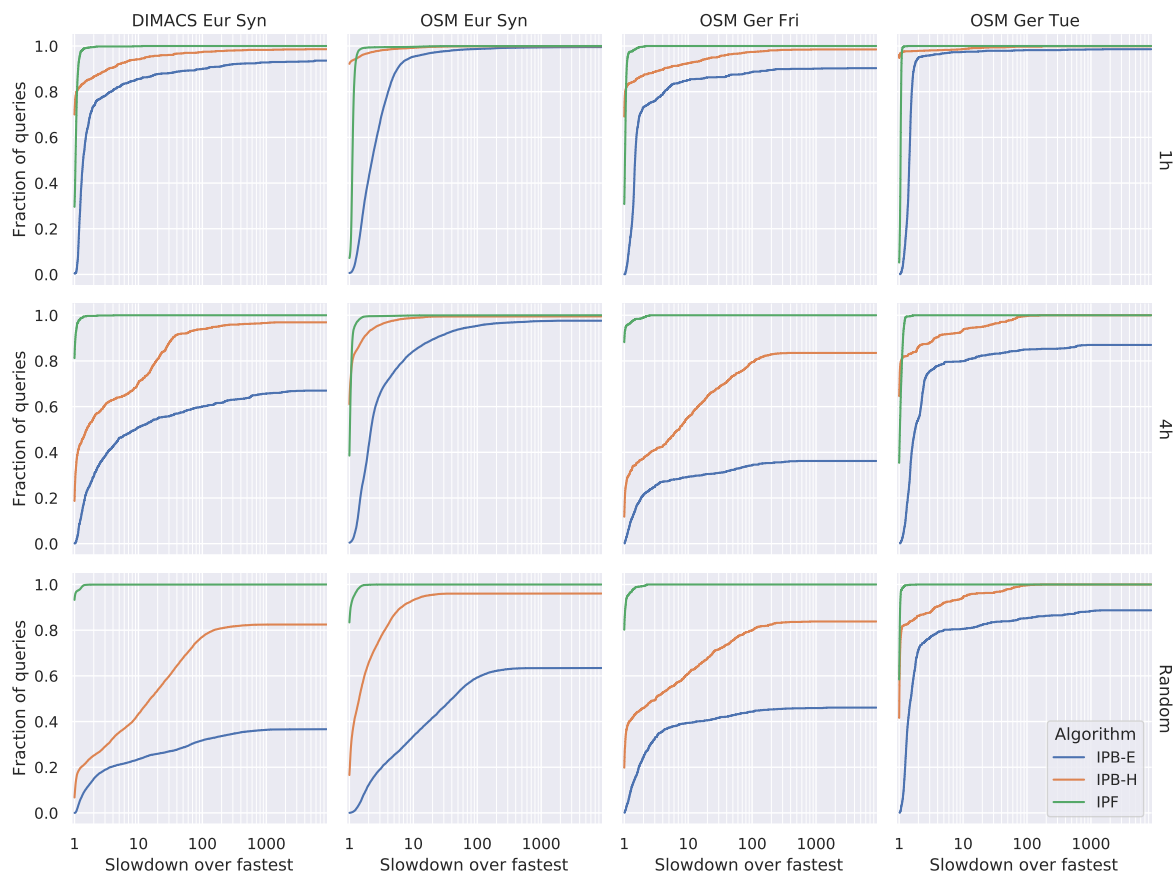 DIMACS Eur Syn OSM Eur Syn OSM Ger Fri OSM Ger Tue
1.0
0.8
0.6
0.4
0.2
0.0
Fraction of queries
1h
1.0
0.8
0.6
0.4
0.2
0.0
Fraction of queries
4h
1.0
0.8
0.6
0.4
0.2
0.0
Fraction of queries
Random
Algorithm
IPB-E
IPB-H
IPF
1 10 100 1000 1 10 100 1000 1 10 100 1000 1 10 100 1000
Slowdown over fastest Slowdown over fastest Slowdown over fastest Slowdown over fastest